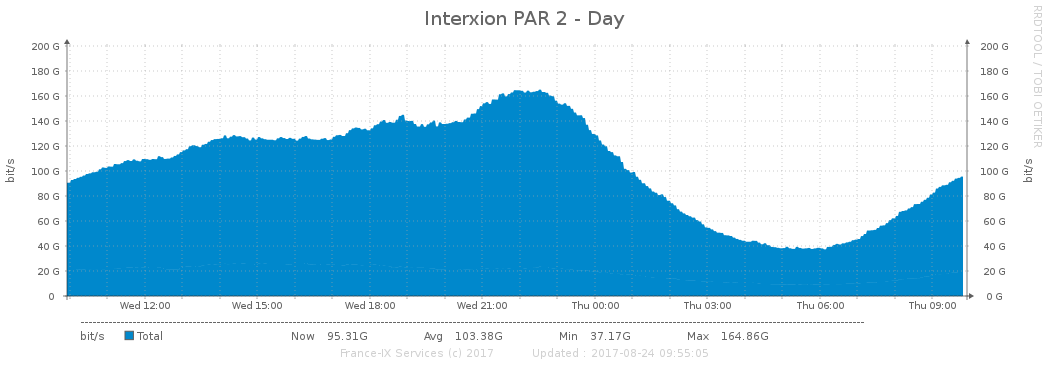 Interxion PAR 2 - Day
RRDTOOL / TOBI OETIKER
200 G 200 G
180 G 180 G
160 G 160 G
140 G 140 G
120 G 120 G
100 G 100 G
80 G 80 G
60 G 60 G
40 G 40 G
20 G 20 G
0 0 G
bit/s bit/s
Wed 12:00 Wed 15:00 Wed 18:00 Wed 21:00 Thu 00:00 Thu 03:00 Thu 06:00 Thu 09:00
bit/s Total Now 95.31G Avg 103.38G Min 37.17G Max 164.86G
France-IX Services (c) 2017 Updated : 2017-08-24 09:55:05